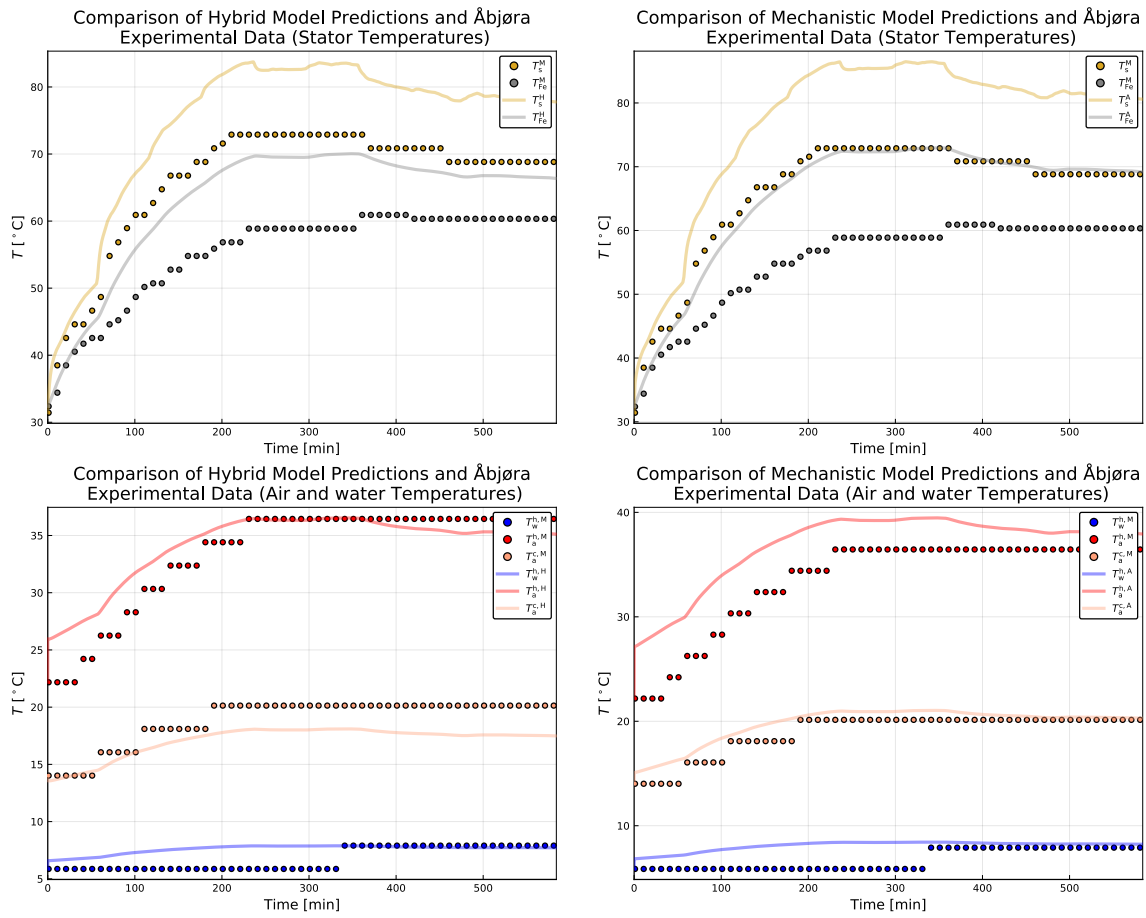 Comparison of Hybrid Model Predictions and Åbjøra
Experimental Data (Stator Temperatures)
T [°C]
80
70
60
50
40
30
0
100
200
300
400
500
Time [min]
T_s^M
T_Fe^M
T_s^H
T_Fe^H
Comparison of Mechanistic Model Predictions and Åbjøra
Experimental Data (Stator Temperatures)
T [°C]
80
70
60
50
40
30
0
100
200
300
400
500
Time [min]
T_s^M
T_Fe^M
T_s^A
T_Fe^A
Comparison of Hybrid Model Predictions and Åbjøra
Experimental Data (Air and water Temperatures)
T [°C]
35
30
25
20
15
10
5
0
100
200
300
400
500
Time [min]
T_w^h,M
T_a^h,M
T_a^c,M
T_w^h,H
T_a^h,H
T_a^c,H
Comparison of Mechanistic Model Predictions and Åbjøra
Experimental Data (Air and water Temperatures)
T [°C]
40
30
20
10
0
100
200
300
400
500
Time [min]
T_w^h,M
T_a^h,M
T_a^c,M
T_w^h,A
T_a^h,A
T_a^c,A